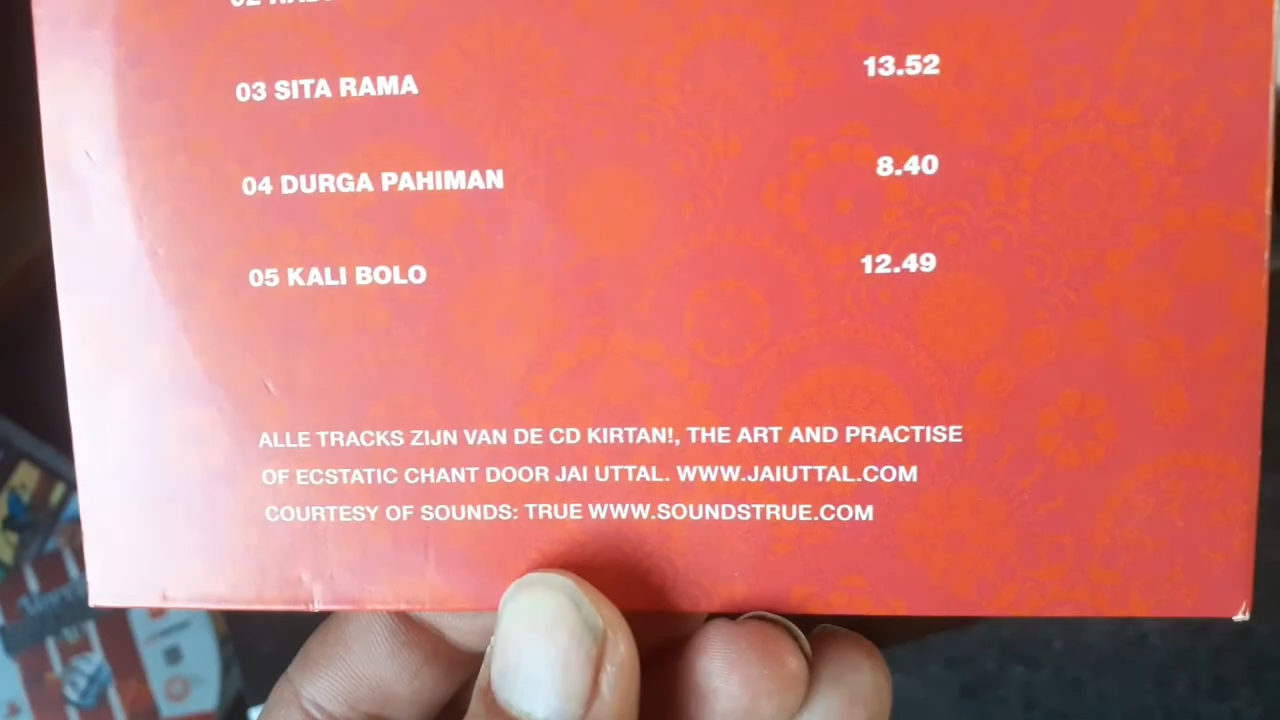 03 SITA RAMA 13.52
04 DURGA PAHIMAN 8.40
05 KALI BOLO 12.49
ALLE TRACKS ZIJN VAN DE CD KIRTAN!, THE ART AND PRACTISE
OF ECSTATIC CHANT DOOR JAI UTTAL. WWW.JAIUTTAL.COM
COURTESY OF SOUNDS: TRUE WWW.SOUNDSTRUE.COM